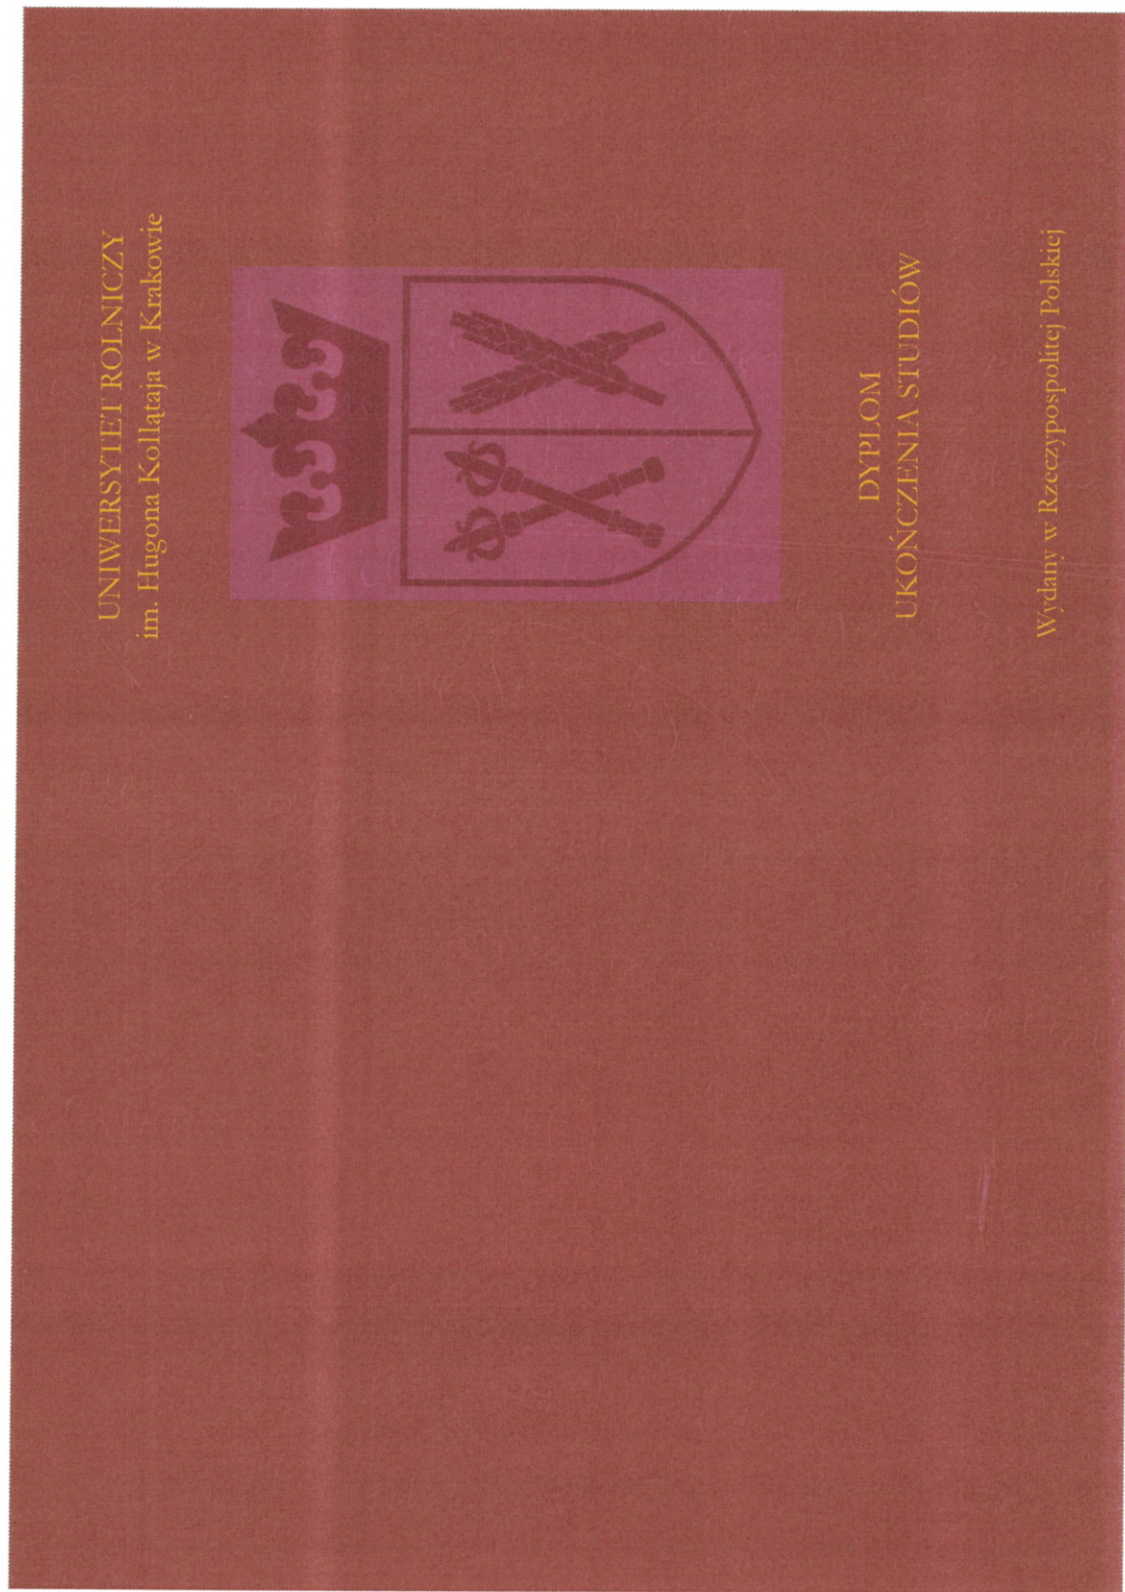 UNIWERSYTET ROLNICZY
im. Hugona Kołłątaja w Krakowie
DYPLOM
UKOŃCZENIA STUDIÓW
Wydany w Rzeczypospolitej Polskiej